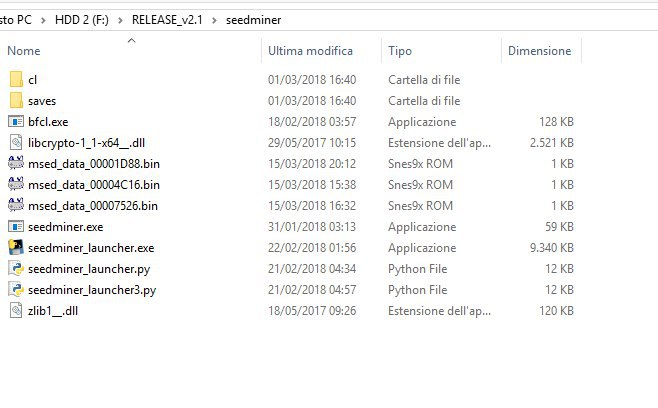 sto PC > HDD 2 (F:) > RELEASE_v2.1 > seedminer
Nome Ultima modifica Tipo Dimensione
cl 01/03/2018 16:40 Cartella di file
saves 01/03/2018 16:40 Cartella di file
bfcl.exe 18/02/2018 03:57 Applicazione 128 KB
libcrypto-1_1-x64__.dll 29/05/2017 10:15 Estensione dell'ap... 2.521 KB
msed_data_00001D88.bin 15/03/2018 20:12 Snes9x ROM 1 KB
msed_data_00004C16.bin 15/03/2018 15:38 Snes9x ROM 1 KB
msed_data_00007526.bin 15/03/2018 16:32 Snes9x ROM 1 KB
seedminer.exe 31/01/2018 03:13 Applicazione 59 KB
seedminer_launcher.exe 22/02/2018 01:56 Applicazione 9.340 KB
seedminer_launcher.py 21/02/2018 04:34 Python File 12 KB
seedminer_launcher3.py 21/02/2018 04:57 Python File 12 KB
zlib1__.dll 18/05/2017 09:26 Estensione dell'ap... 120 KB